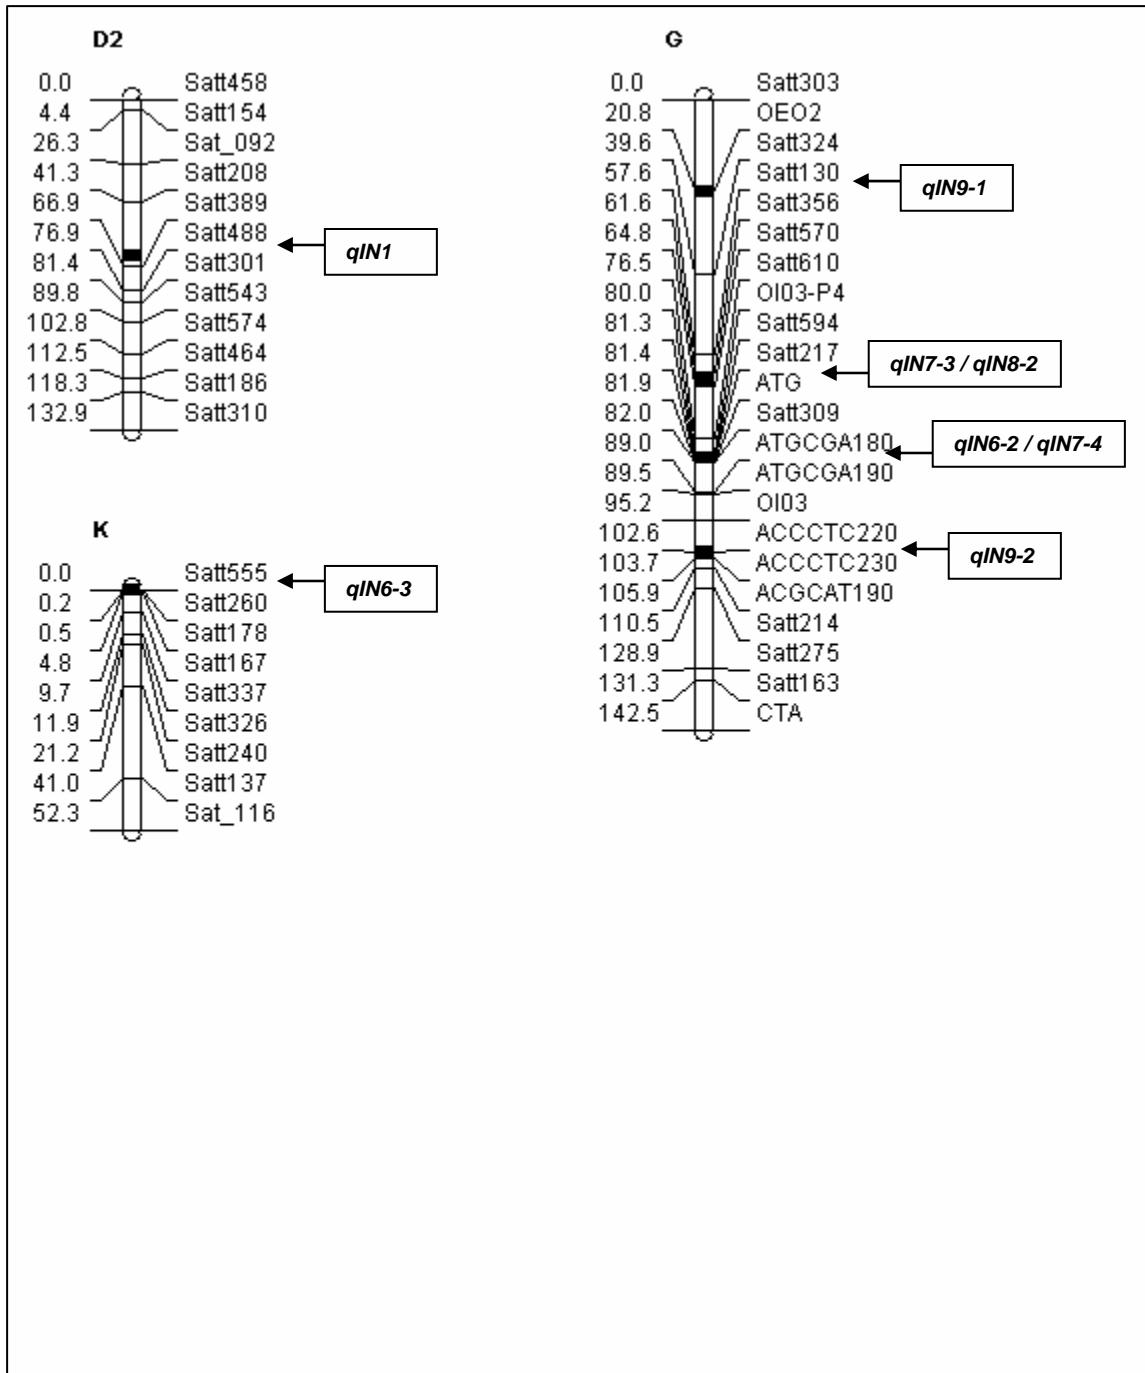 D2
0.0 Satt458
4.4 Satt154
26.3 Sat_092
41.3 Satt208
66.9 Satt389
76.9 Satt488
81.4 Satt301
89.8 Satt543
102.8 Satt574
112.5 Satt464
118.3 Satt186
132.9 Satt310
qIN1
K
0.0 Satt555
0.2 Satt260
0.5 Satt178
4.8 Satt167
9.7 Satt337
11.9 Satt326
21.2 Satt240
41.0 Satt137
52.3 Sat_116
qIN6-3
G
0.0 Satt303
20.8 OEO2
39.6 Satt324
57.6 Satt130
61.6 Satt356
64.8 Satt570
76.5 Satt610
80.0 OI03-P4
81.3 Satt594
81.4 Satt217
81.9 ATG
82.0 Satt309
89.0 ATGCGA180
89.5 ATGCGA190
95.2 OI03
102.6 ACCCTC220
103.7 ACCCTC230
105.9 ACGCAT190
110.5 Satt214
128.9 Satt275
131.3 Satt163
142.5 CTA
qIN9-1
qIN7-3 / qIN8-2
qIN6-2 / qIN7-4
qIN9-2